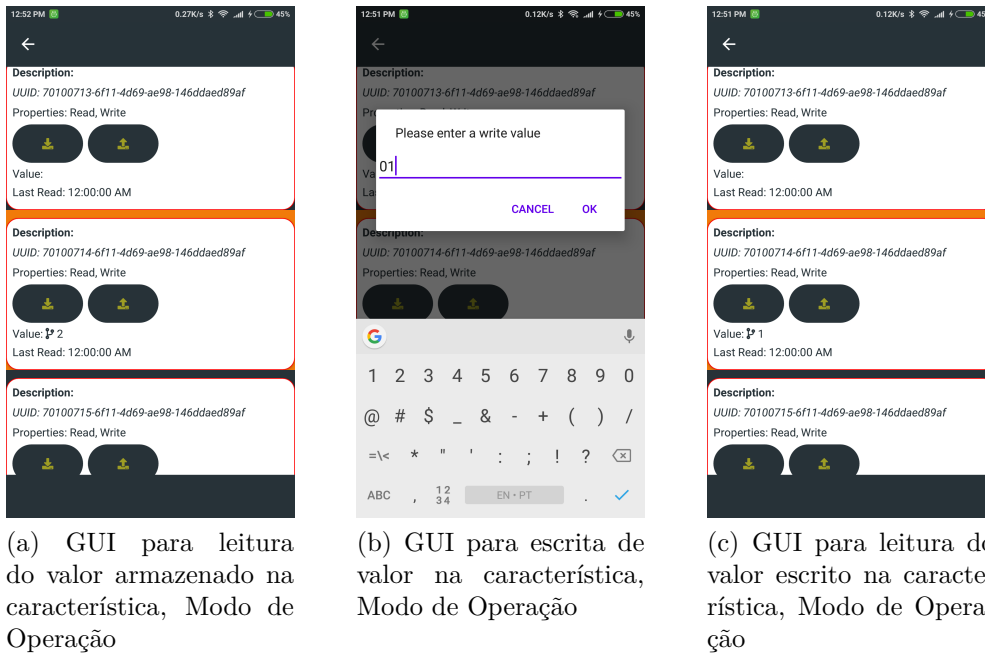 12:52 PM 0.27K/s 45%
Description:
UUID: 70100713-6f11-4d69-ae98-146ddaed89af
Properties: Read, Write
Value:
Last Read: 12:00:00 AM
Description:
UUID: 70100714-6f11-4d69-ae98-146ddaed89af
Properties: Read, Write
Value: 2
Last Read: 12:00:00 AM
Description:
UUID: 70100715-6f11-4d69-ae98-146ddaed89af
Properties: Read, Write
(a) GUI para leitura
do valor armazenado na
característica, Modo de
Operação
12:51 PM 0.12K/s 45%
Description:
UUID: 70100713-6f11-4d69-ae98-146ddaed89af
Please enter a write value
01
CANCEL OK
Description:
UUID: 70100714-6f11-4d69-ae98-146ddaed89af
Properties: Read, Write
G
1 2 3 4 5 6 7 8 9 0
@ # $ _ & - + ( ) /
=\< * " ' : ; ! ?
ABC , 12 34 EN • PT .
(b) GUI para escrita de
valor na característica,
Modo de Operação
12:51 PM 0.12K/s 45
Description:
UUID: 70100713-6f11-4d69-ae98-146ddaed89af
Properties: Read, Write
Value:
Last Read: 12:00:00 AM
Description:
UUID: 70100714-6f11-4d69-ae98-146ddaed89af
Properties: Read, Write
Value: 1
Last Read: 12:00:00 AM
Description:
UUID: 70100715-6f11-4d69-ae98-146ddaed89af
Properties: Read, Write
(c) GUI para leitura d
valor escrito na caracte
rística, Modo de Opera
ção